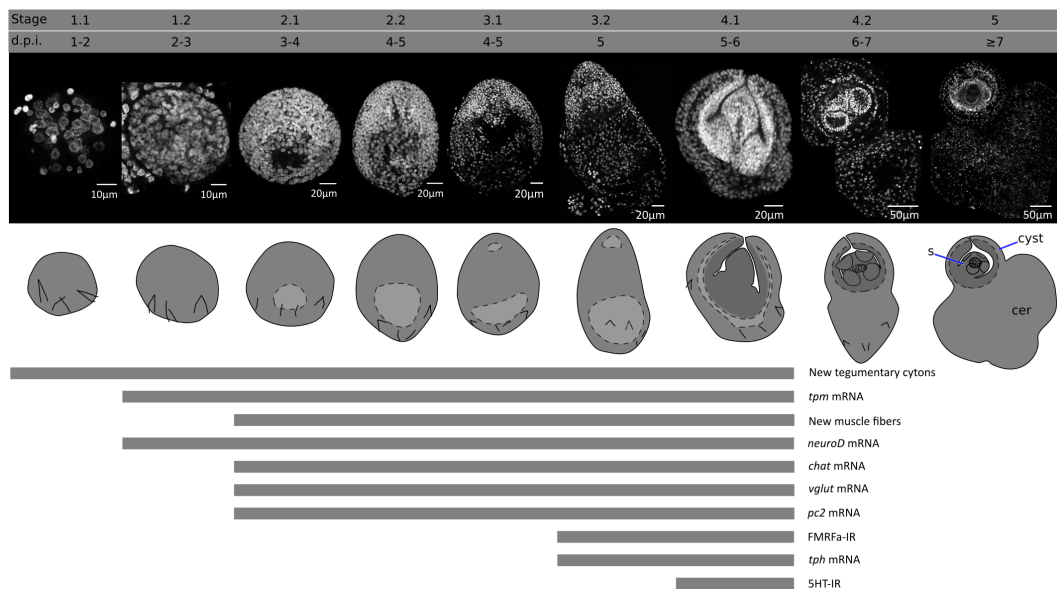 Stage 1.1 1.2 2.1 2.2 3.1 3.2 4.1 4.2 5
d.p.i. 1-2 2-3 3-4 4-5 4-5 5 5-6 6-7 ≥7
10μm 10μm 20μm 20μm 20μm 20μm 20μm 50μm 50μm
s cyst
cer
New tegumentary cytons
tpm mRNA
New muscle fibers
neuroD mRNA
chat mRNA
vglut mRNA
pc2 mRNA
FMRFa-IR
tph mRNA
5HT-IR